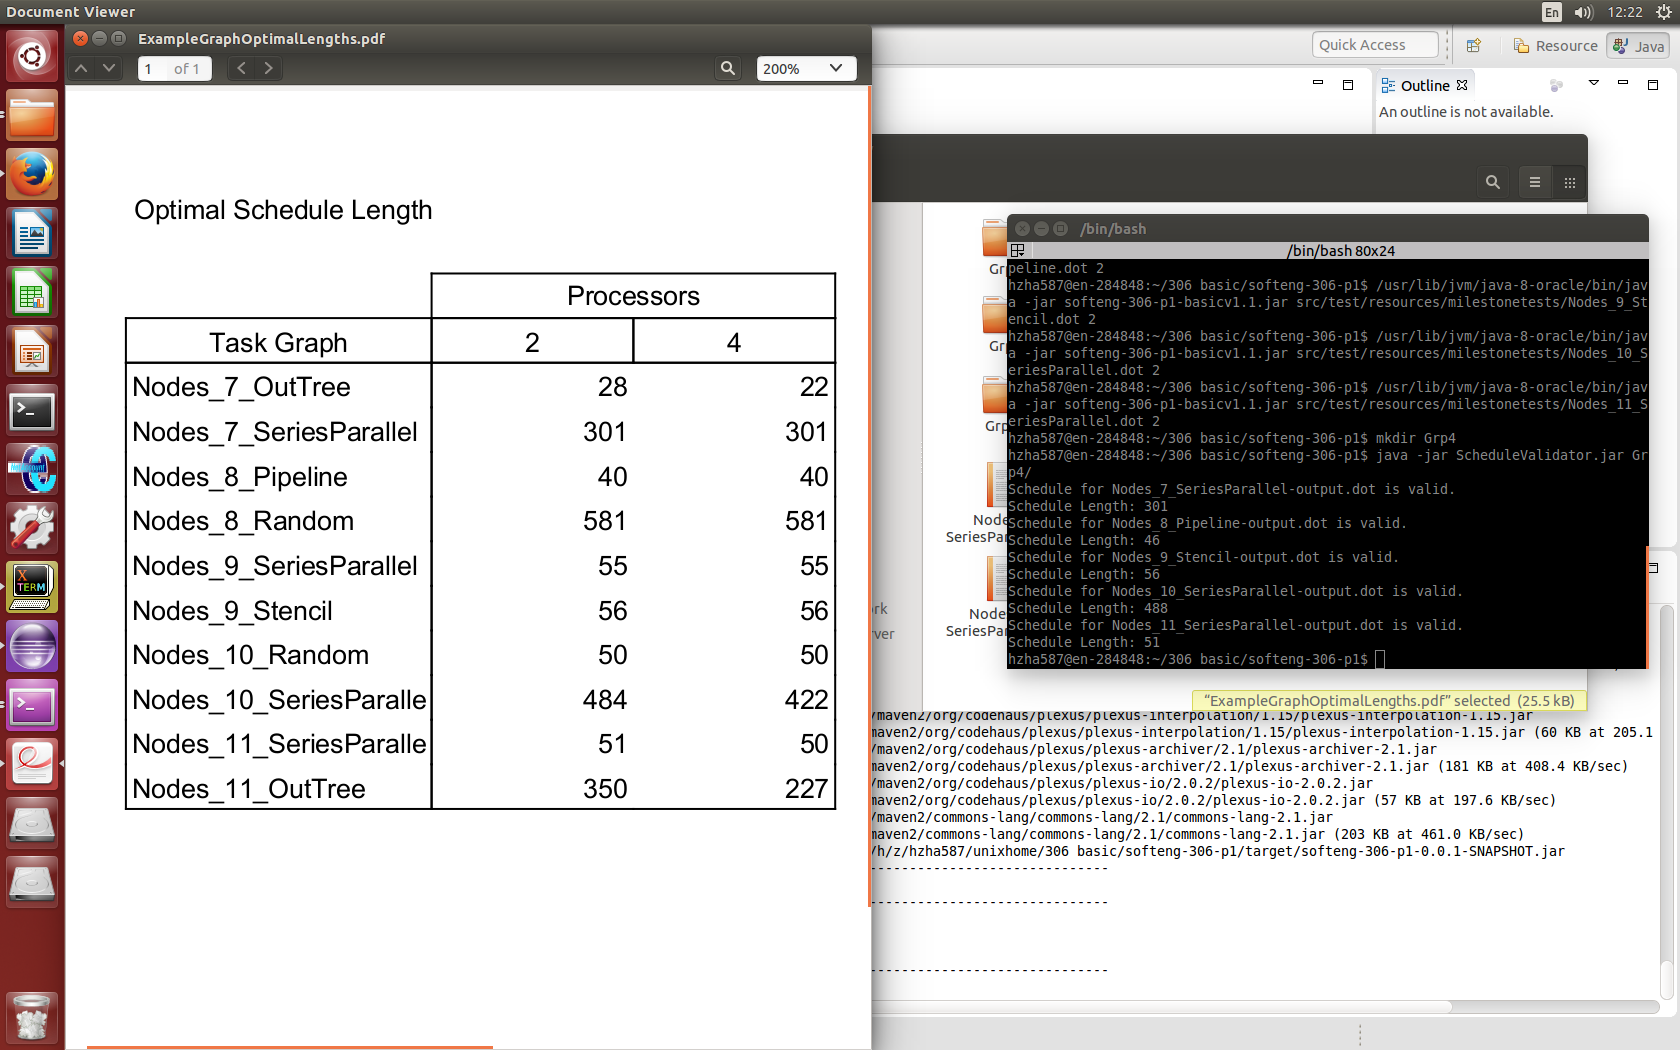 Document Viewer
En
12:22
ExampleGraphOptimalLengths.pdf
1 of 1
200%
Optimal Schedule Length
Processors
Task Graph 2 4
Nodes_7_OutTree 28 22
Nodes_7_SeriesParallel 301 301
Nodes_8_Pipeline 40 40
Nodes_8_Random 581 581
Nodes_9_SeriesParallel 55 55
Nodes_9_Stencil 56 56
Nodes_10_Random 50 50
Nodes_10_SeriesParalle 484 422
Nodes_11_SeriesParalle 51 50
Nodes_11_OutTree 350 227
Quick Access
Resource
Java
Outline
An outline is not available.
Gr
Gr
Grp
Node
SeriesPar
Node
SeriesPar
rk
ver
/bin/bash
/bin/bash 80x24
peline.dot 2
hzha587@en-284848:~/306 basic/softeng-306-p1$ /usr/lib/jvm/java-8-oracle/bin/jav
a -jar softeng-306-p1-basicv1.1.jar src/test/resources/milestonetests/Nodes_9_St
encil.dot 2
hzha587@en-284848:~/306 basic/softeng-306-p1$ /usr/lib/jvm/java-8-oracle/bin/jav
a -jar softeng-306-p1-basicv1.1.jar src/test/resources/milestonetests/Nodes_10_S
eriesParallel.dot 2
hzha587@en-284848:~/306 basic/softeng-306-p1$ /usr/lib/jvm/java-8-oracle/bin/jav
a -jar softeng-306-p1-basicv1.1.jar src/test/resources/milestonetests/Nodes_11_S
eriesParallel.dot 2
hzha587@en-284848:~/306 basic/softeng-306-p1$ mkdir Grp4
hzha587@en-284848:~/306 basic/softeng-306-p1$ java -jar ScheduleValidator.jar Gr
p4/
Schedule for Nodes_7_SeriesParallel-output.dot is valid.
Schedule Length: 301
Schedule for Nodes_8_Pipeline-output.dot is valid.
Schedule Length: 46
Schedule for Nodes_9_Stencil-output.dot is valid.
Schedule Length: 56
Schedule for Nodes_10_SeriesParallel-output.dot is valid.
Schedule Length: 488
Schedule for Nodes_11_SeriesParallel-output.dot is valid.
Schedule Length: 51
hzha587@en-284848:~/306 basic/softeng-306-p1$
"ExampleGraphOptimalLengths.pdf" selected (25.5 kB)
/maven2/org/codehaus/plexus/plexus-interpolation/1.15/plexus-interpolation-1.15.jar
maven2/org/codehaus/plexus/plexus-interpolation/1.15/plexus-interpolation-1.15.jar (60 KB at 205.1
/maven2/org/codehaus/plexus/plexus-archiver/2.1/plexus-archiver-2.1.jar
maven2/org/codehaus/plexus/plexus-archiver/2.1/plexus-archiver-2.1.jar (181 KB at 408.4 KB/sec)
/maven2/org/codehaus/plexus/plexus-io/2.0.2/plexus-io-2.0.2.jar
maven2/org/codehaus/plexus/plexus-io/2.0.2/plexus-io-2.0.2.jar (57 KB at 197.6 KB/sec)
/maven2/commons-lang/commons-lang/2.1/commons-lang-2.1.jar
maven2/commons-lang/commons-lang/2.1/commons-lang-2.1.jar (203 KB at 461.0 KB/sec)
/h/z/hzha587/unixhome/306 basic/softeng-306-p1/target/softeng-306-p1-0.0.1-SNAPSHOT.jar
-----------------------------
-----------------------------
-----------------------------
X
TERM